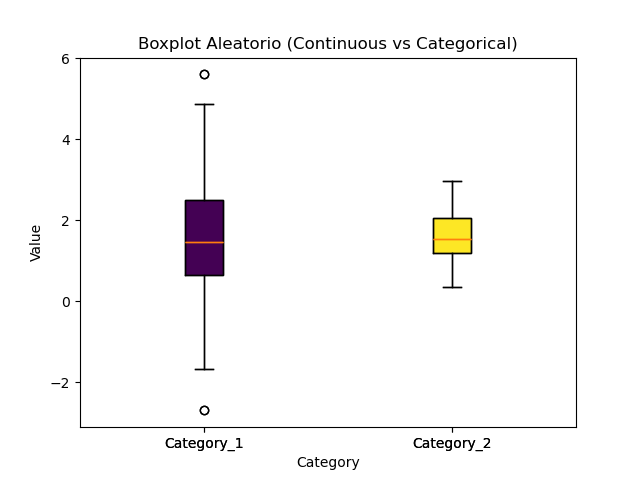 Boxplot Aleatorio (Continuous vs Categorical)
6
4
2
0
−2
Value
Category_1
Category_2
Category